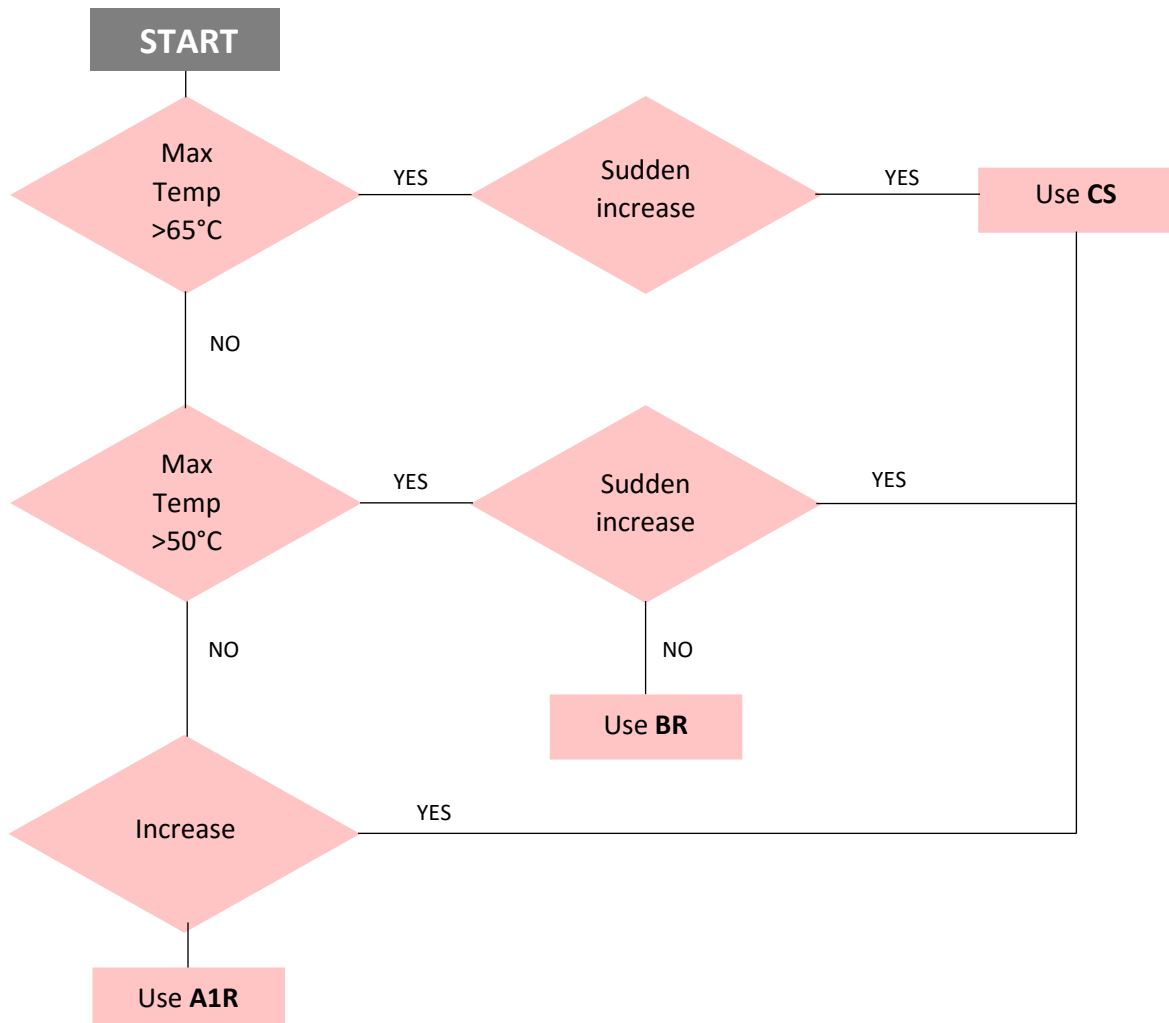 START
Max
Temp
>65°C
YES
Sudden
increase
YES
Use CS
NO
Max
Temp
>50°C
YES
Sudden
increase
YES
NO
NO
Use BR
Increase
YES
Use A1R